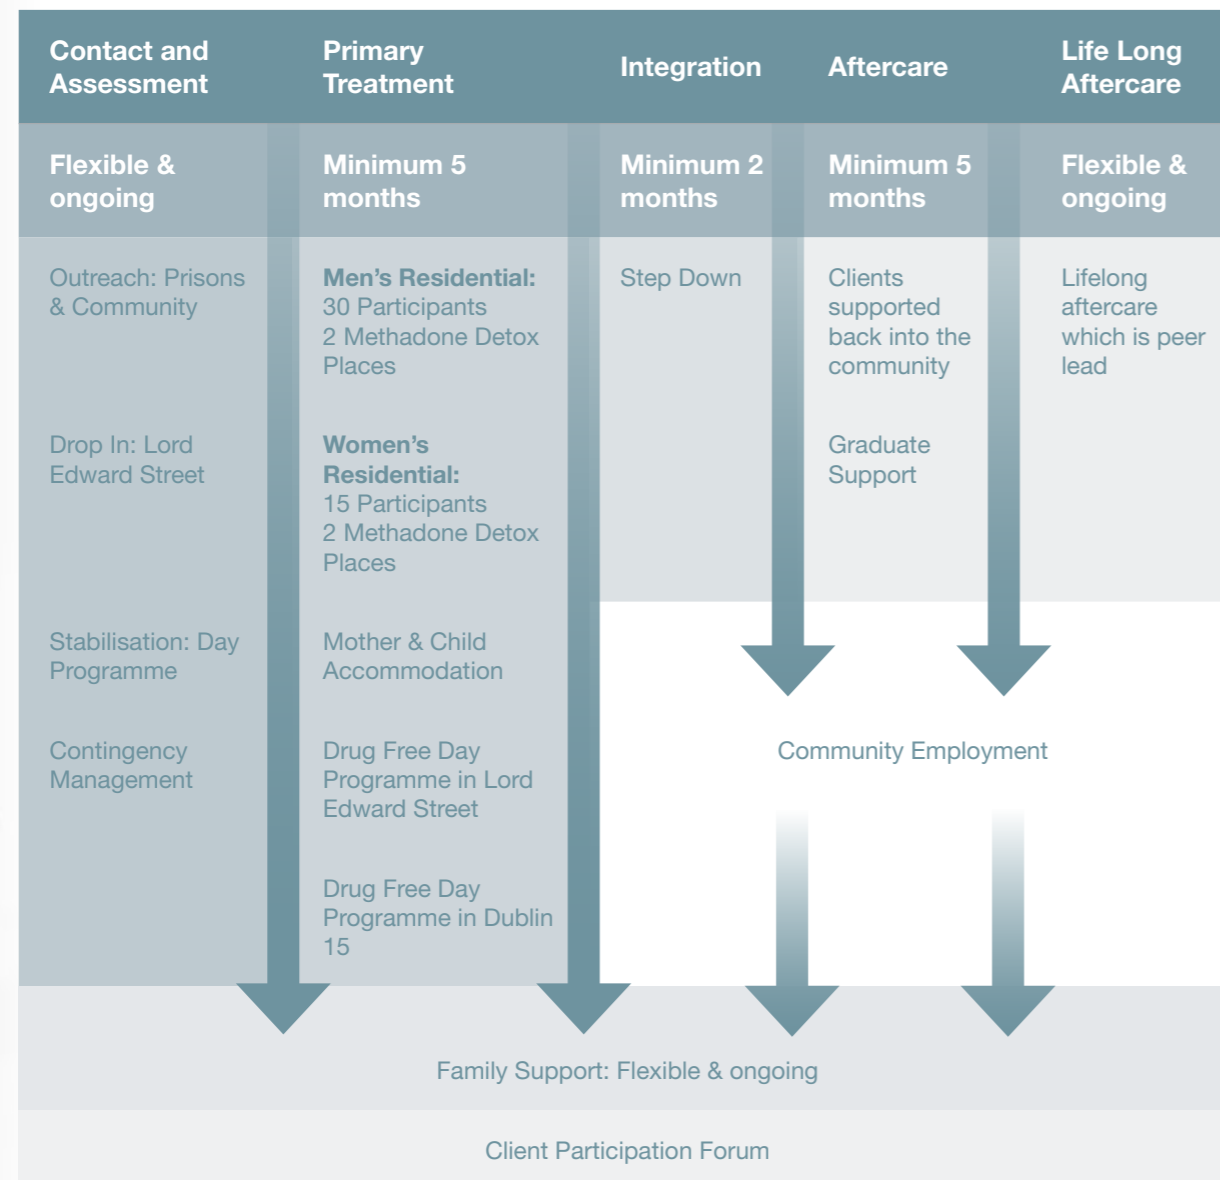 Contact and
Assessment
Primary
Treatment
Integration
Aftercare
Life Long
Aftercare
Flexible &
ongoing
Minimum 5
months
Minimum 2
months
Minimum 5
months
Flexible &
ongoing
Outreach: Prisons
& Community
Drop In: Lord
Edward Street
Stabilisation: Day
Programme
Contingency
Management
Men’s Residential:
30 Participants
2 Methadone Detox
Places
Women’s
Residential:
15 Participants
2 Methadone Detox
Places
Mother & Child
Accommodation
Drug Free Day
Programme in Lord
Edward Street
Drug Free Day
Programme in Dublin
15
Step Down
Clients
supported
back into the
community
Graduate
Support
Lifelong
aftercare
which is peer
lead
Community Employment
Family Support: Flexible & ongoing
Client Participation Forum